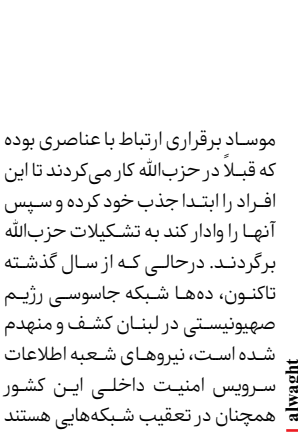 موساد برقراری ارتباط با عناصری بوده
که قبلاً در حزب‌الله کار می‌کردند تا این
افراد را ابتدا جذب خود کرده و سپس
آنها را وادار کند به تشکیلات حزب‌الله
برگردند. درحالی که از سال گذشته
تاکنون، ده‌ها شبکه جاسوسی رژیم
صهیونیستی در لبنان کشف و منهدم
شده است، نیروهای شعبه اطلاعات
سرویس امنیت داخلی این کشور
همچنان در تعقیب شبکه‌هایی هستند
alwaght